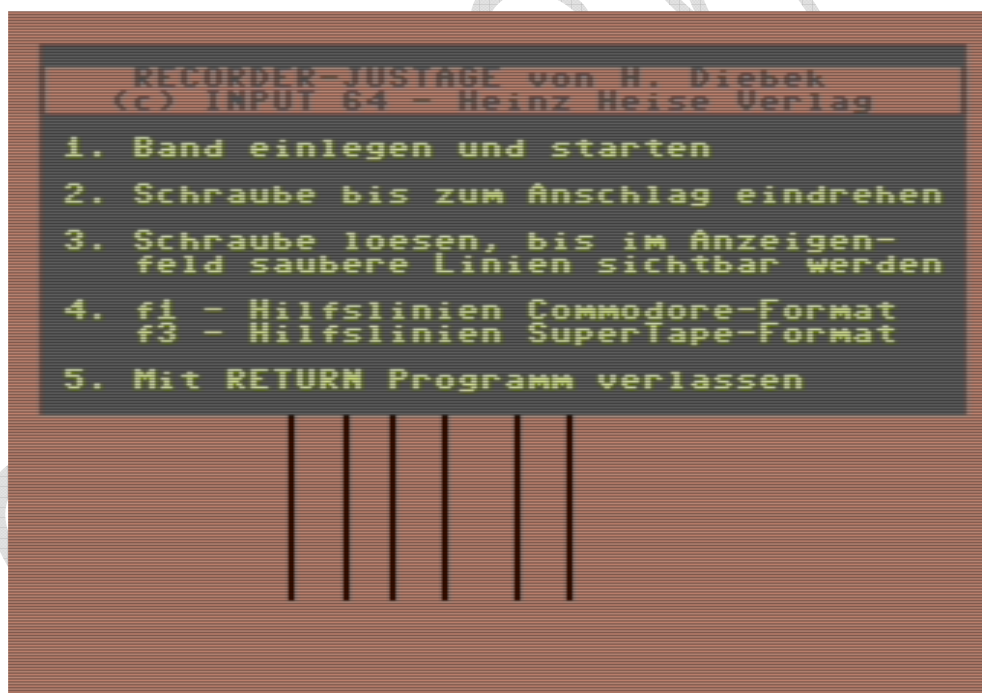 RECORDER-JUSTAGE von H. Diebek
(c) INPUT 64 - Heinz Heise Verlag
1. Band einlegen und starten
2. Schraube bis zum Anschlag eindrehen
3. Schraube loesen, bis im Anzeigen-
feld saubere Linien sichtbar werden
4. f1 - Hilfslinien Commodore-Format
f3 - Hilfslinien SuperTape-Format
5. Mit RETURN Programm verlassen